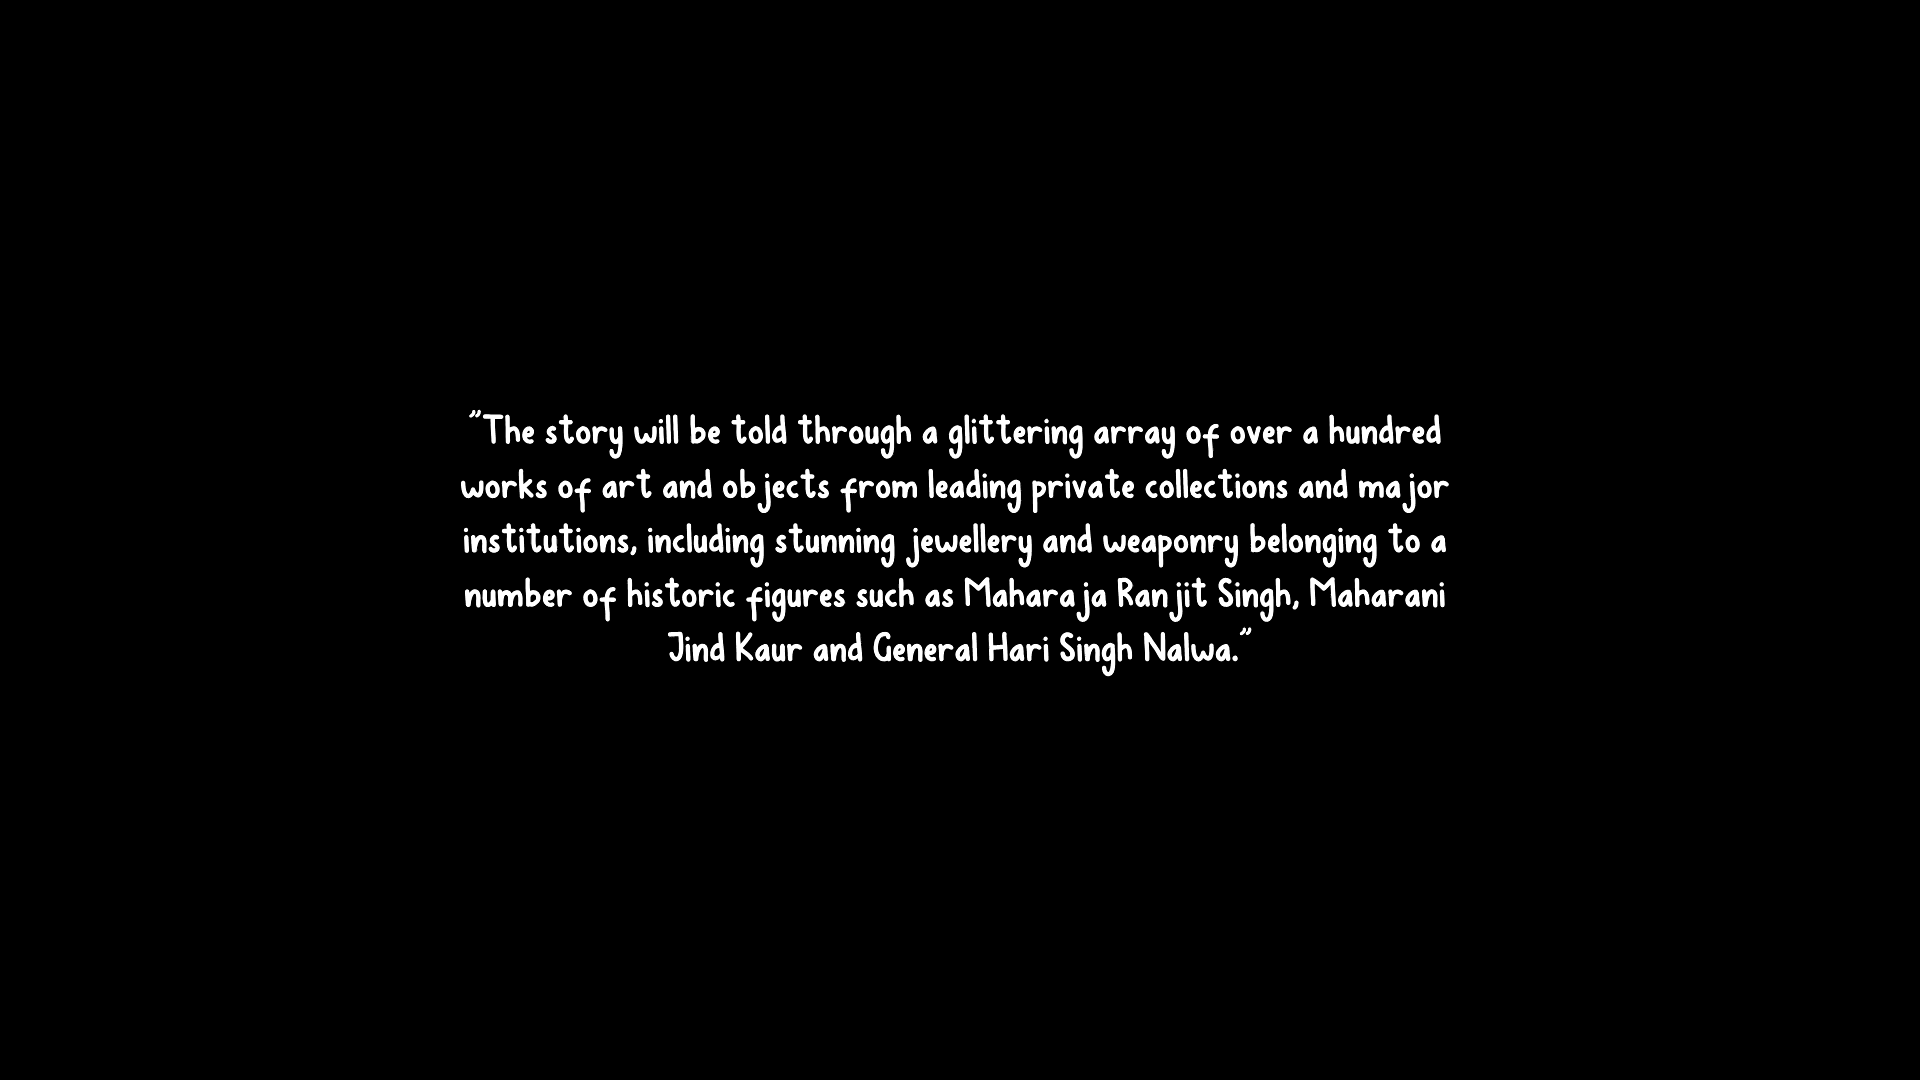 "The story will be told through a glittering array of over a hundred
works of art and objects from leading private collections and major
institutions, including stunning jewellery and weaponry belonging to a
number of historic figures such as Maharaja Ranjit Singh, Maharani
Jind Kaur and General Hari Singh Nalwa."